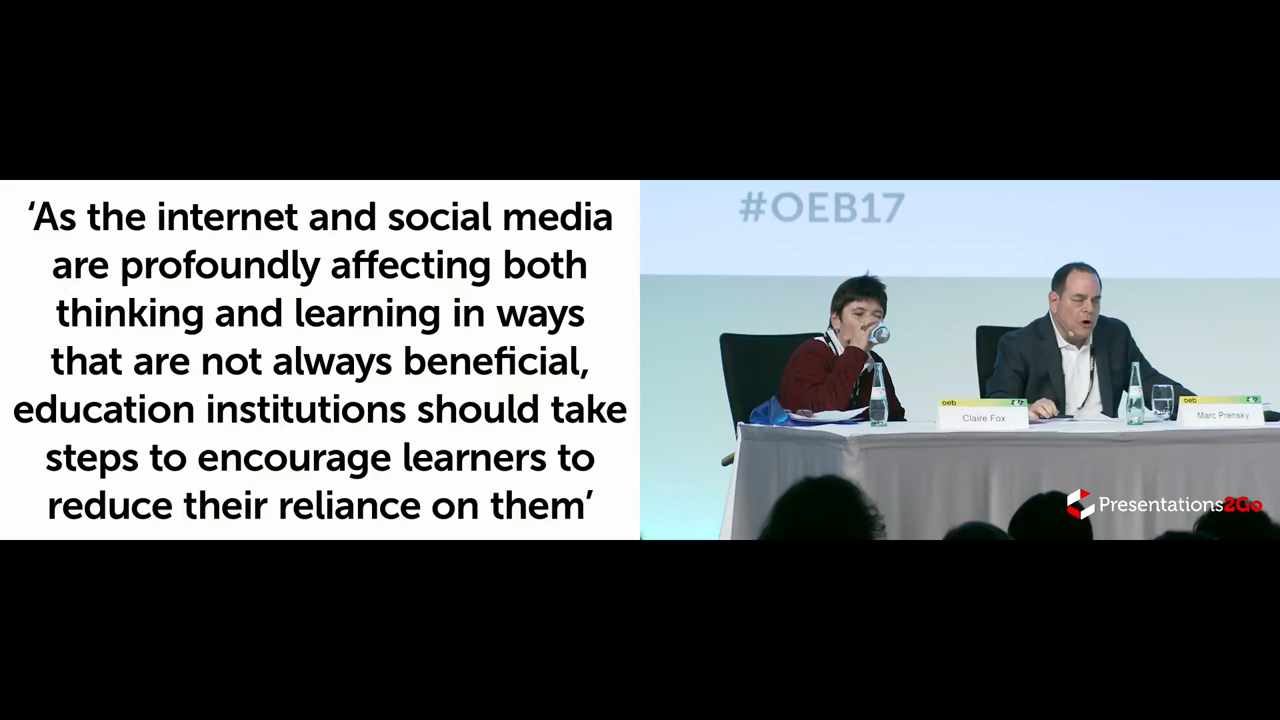 ‘As the internet and social media
are profoundly affecting both
thinking and learning in ways
that are not always beneficial,
education institutions should take
steps to encourage learners to
reduce their reliance on them’
#OEB17
oeb
Claire Fox
oeb
Marc Prensky
Presentations2Go